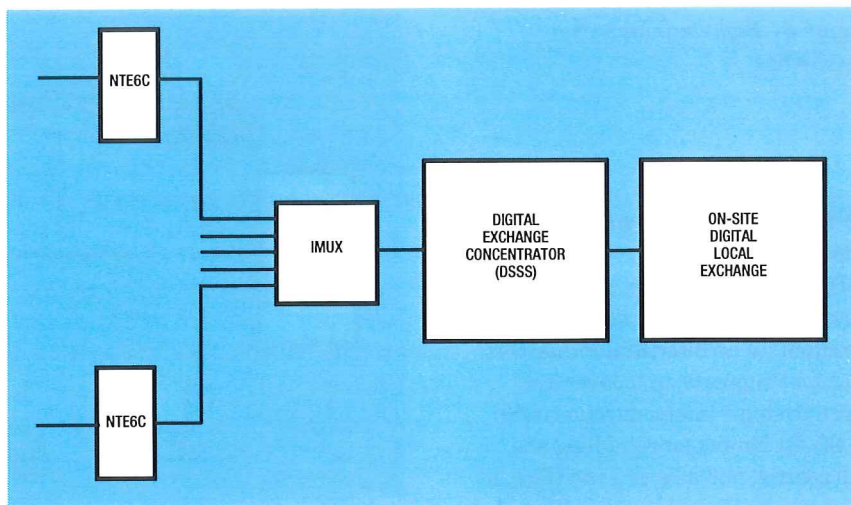 NTE6C
IMUX
DIGITAL
EXCHANGE
CONCENTRATOR
(DSSS)
ON-SITE
DIGITAL
LOCAL
EXCHANGE
NTE6C